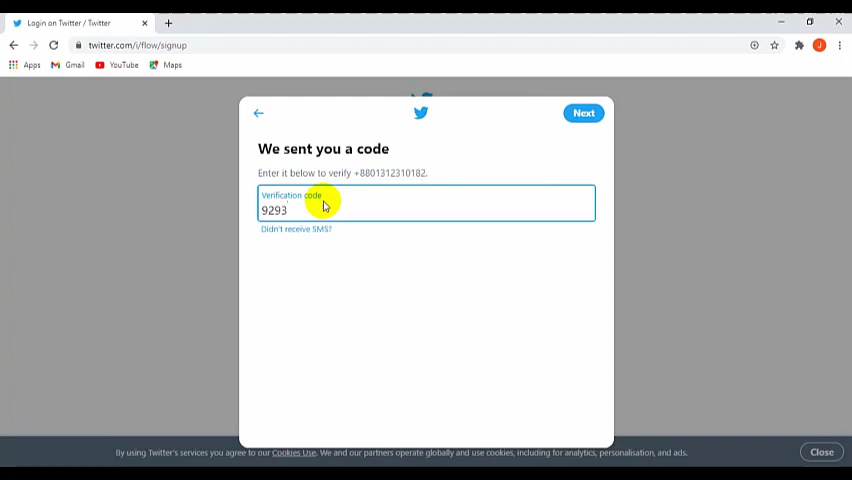 Login on Twitter / Twitter
twitter.com/i/flow/signup
J
Apps Gmail YouTube Maps
Next
We sent you a code
Enter it below to verify +8801312310182.
Verification code
9293
Didn't receive SMS?
By using Twitter's services you agree to our Cookies Use. We and our partners operate globally and use cookies, including for analytics, personalisation, and ads.
Close